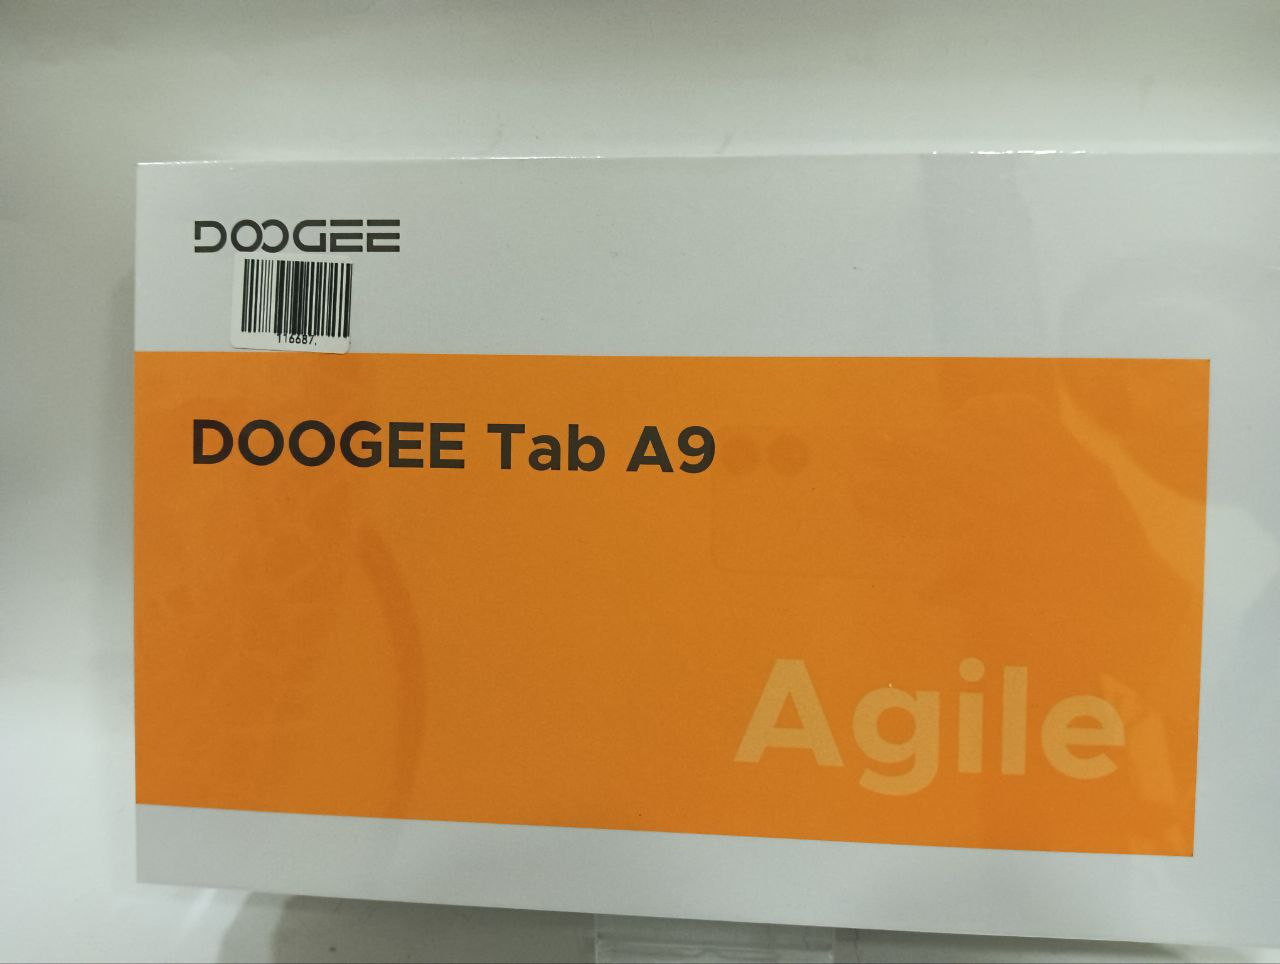 DOOGEE
116687,
DOOGEE Tab A9
Agile